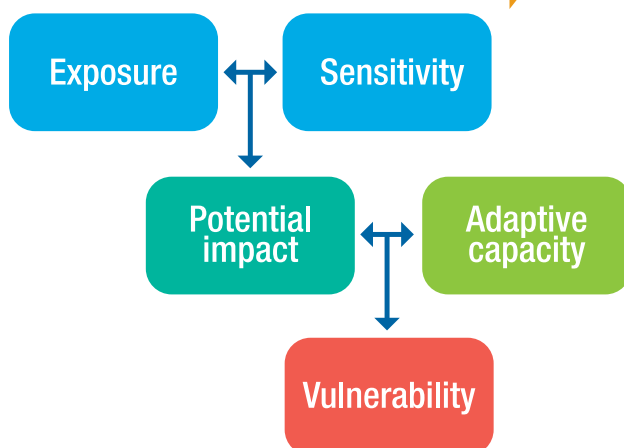 Exposure
Sensitivity
Potential
impact
Adaptive
capacity
Vulnerability